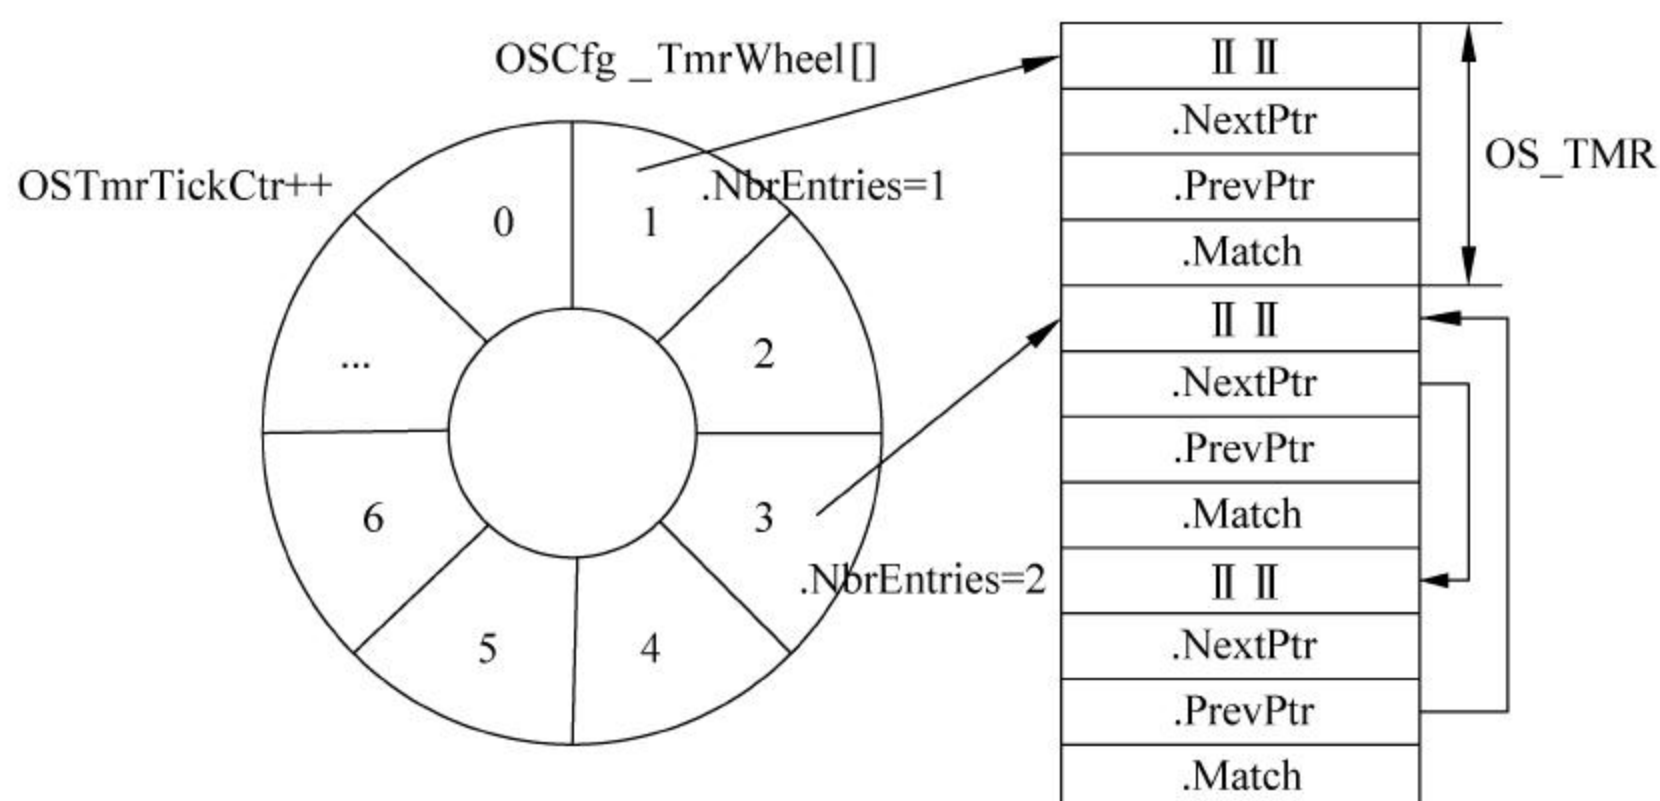 OSCfg _ TmrWheel[]
OSTmrTickCtr++
.NbrEntries=1
0
1
2
3
.NbrEntries=2
4
5
6
...
OS_TMR
.NextPtr
.PrevPtr
.Match
.NextPtr
.PrevPtr
.Match
.NextPtr
.PrevPtr
.Match